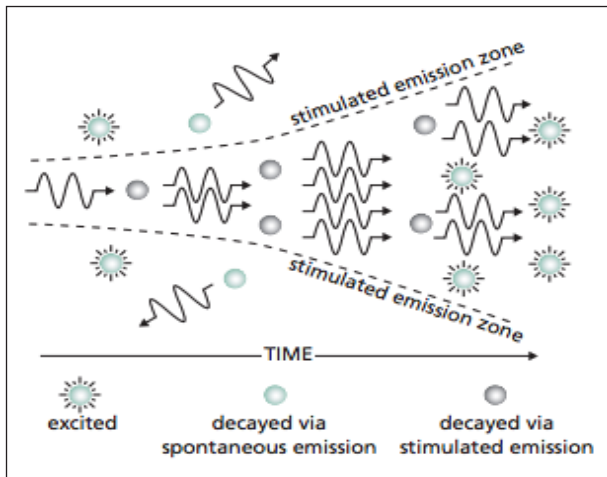 stimulated emission zone
stimulated emission zone
TIME
excited
decayed via
spontaneous emission
decayed via
stimulated emission